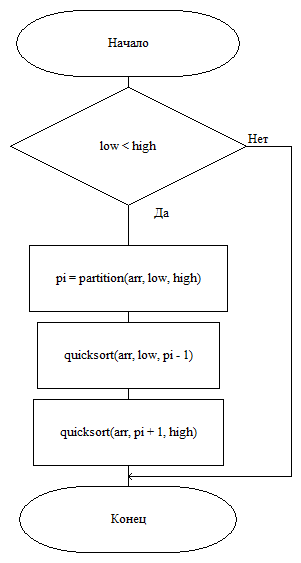 Начало
low < high
Нет
Да
pi = partition(arr, low, high)
quicksort(arr, low, pi - 1)
quicksort(arr, pi + 1, high)
Конец